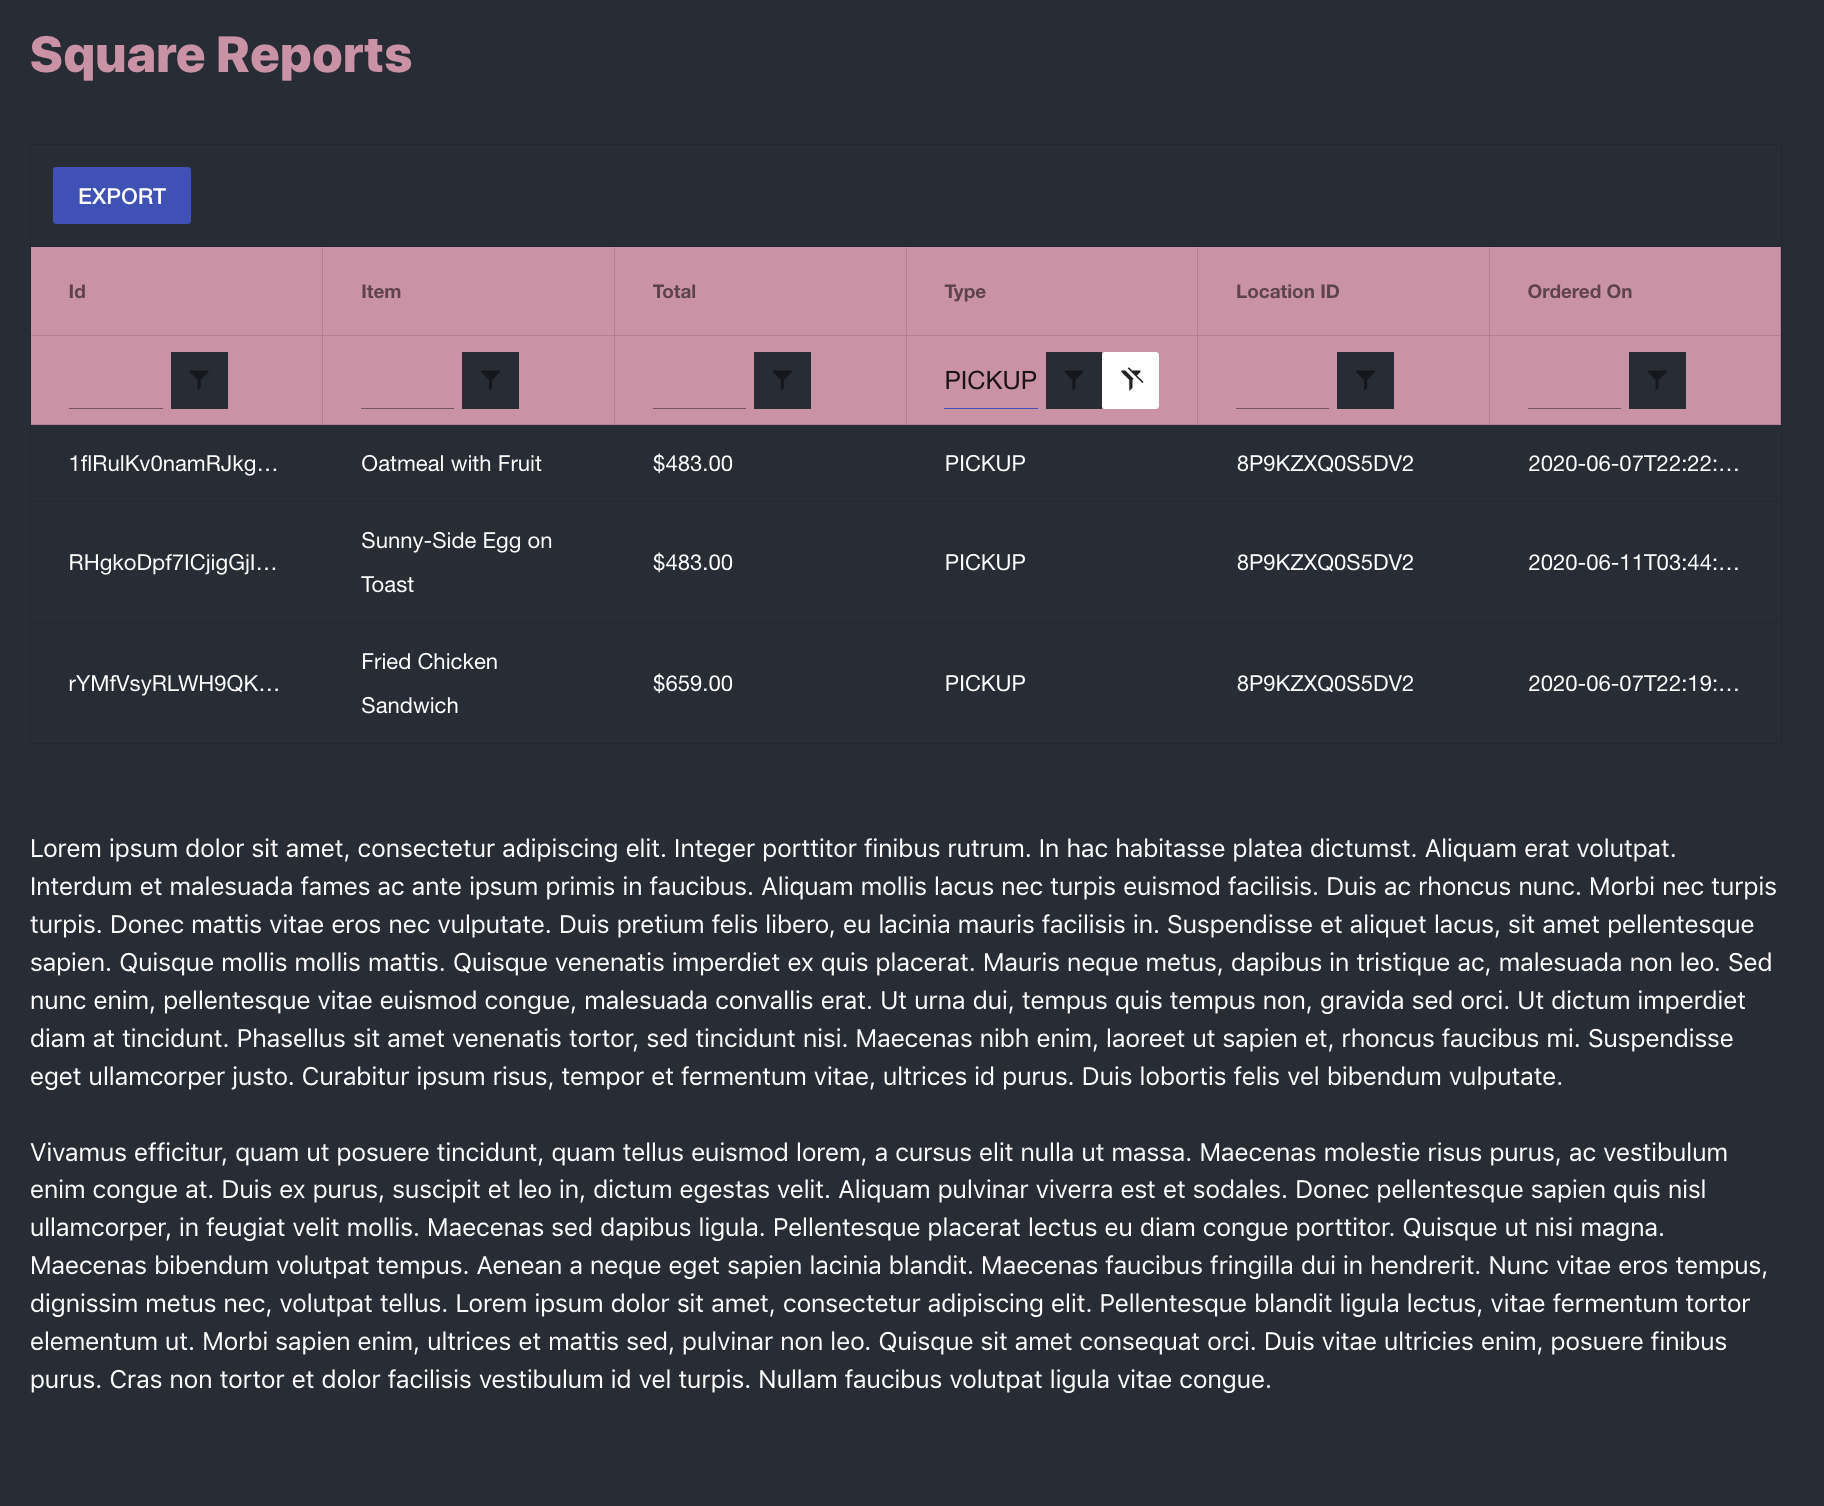 Square Reports
EXPORT
Id Item Total Type Location ID Ordered On
PICKUP
1flRulKv0namRJkg... Oatmeal with Fruit $483.00 PICKUP 8P9KZXQ0S5DV2 2020-06-07T22:22:...
Sunny-Side Egg on
RHgkoDpf7ICjigGjI... $483.00 PICKUP 8P9KZXQ0S5DV2 2020-06-11T03:44:...
Toast
Fried Chicken
rYMfVsyRLWH9QK... $659.00 PICKUP 8P9KZXQ0S5DV2 2020-06-07T22:19:...
Sandwich
Lorem ipsum dolor sit amet, consectetur adipiscing elit. Integer porttitor finibus rutrum. In hac habitasse platea dictumst. Aliquam erat volutpat.
Interdum et malesuada fames ac ante ipsum primis in faucibus. Aliquam mollis lacus nec turpis euismod facilisis. Duis ac rhoncus nunc. Morbi nec turpis
turpis. Donec mattis vitae eros nec vulputate. Duis pretium felis libero, eu lacinia mauris facilisis in. Suspendisse et aliquet lacus, sit amet pellentesque
sapien. Quisque mollis mollis mattis. Quisque venenatis imperdiet ex quis placerat. Mauris neque metus, dapibus in tristique ac, malesuada non leo. Sed
nunc enim, pellentesque vitae euismod congue, malesuada convallis erat. Ut urna dui, tempus quis tempus non, gravida sed orci. Ut dictum imperdiet
diam at tincidunt. Phasellus sit amet venenatis tortor, sed tincidunt nisi. Maecenas nibh enim, laoreet ut sapien et, rhoncus faucibus mi. Suspendisse
eget ullamcorper justo. Curabitur ipsum risus, tempor et fermentum vitae, ultrices id purus. Duis lobortis felis vel bibendum vulputate.
Vivamus efficitur, quam ut posuere tincidunt, quam tellus euismod lorem, a cursus elit nulla ut massa. Maecenas molestie risus purus, ac vestibulum
enim congue at. Duis ex purus, suscipit et leo in, dictum egestas velit. Aliquam pulvinar viverra est et sodales. Donec pellentesque sapien quis nisl
ullamcorper, in feugiat velit mollis. Maecenas sed dapibus ligula. Pellentesque placerat lectus eu diam congue porttitor. Quisque ut nisi magna.
Maecenas bibendum volutpat tempus. Aenean a neque eget sapien lacinia blandit. Maecenas faucibus fringilla dui in hendrerit. Nunc vitae eros tempus,
dignissim metus nec, volutpat tellus. Lorem ipsum dolor sit amet, consectetur adipiscing elit. Pellentesque blandit ligula lectus, vitae fermentum tortor
elementum ut. Morbi sapien enim, ultrices et mattis sed, pulvinar non leo. Quisque sit amet consequat orci. Duis vitae ultricies enim, posuere finibus
purus. Cras non tortor et dolor facilisis vestibulum id vel turpis. Nullam faucibus volutpat ligula vitae congue.